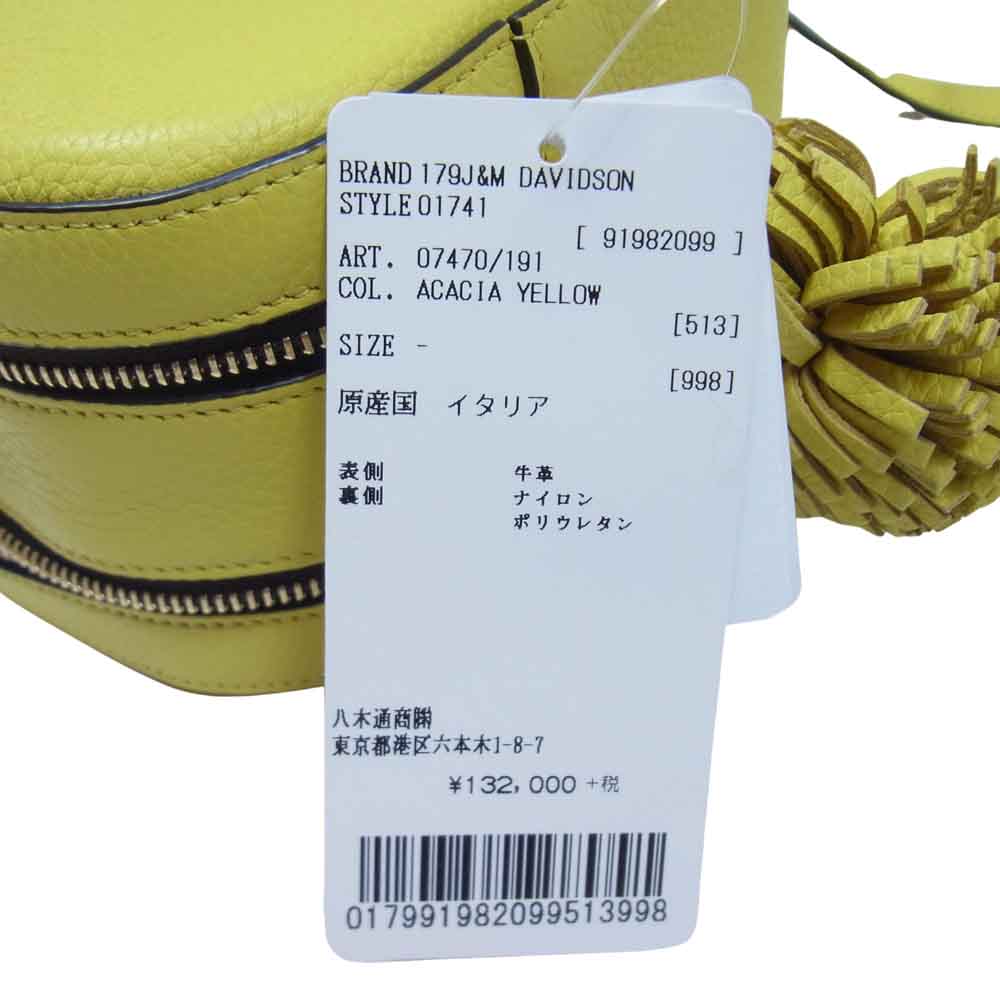 BRAND 179J&M DAVIDSON
STYLE 01741
[ 91982099 ]
ART. 07470/191
COL. ACACIA YELLOW
[513]
SIZE -
[998]
原産国 イタリア
表側 牛革
裏側 ナイロン
ポリウレタン
八木通商㈱
東京都港区六本木1-8-7
¥132,000 +税
017991982099513998